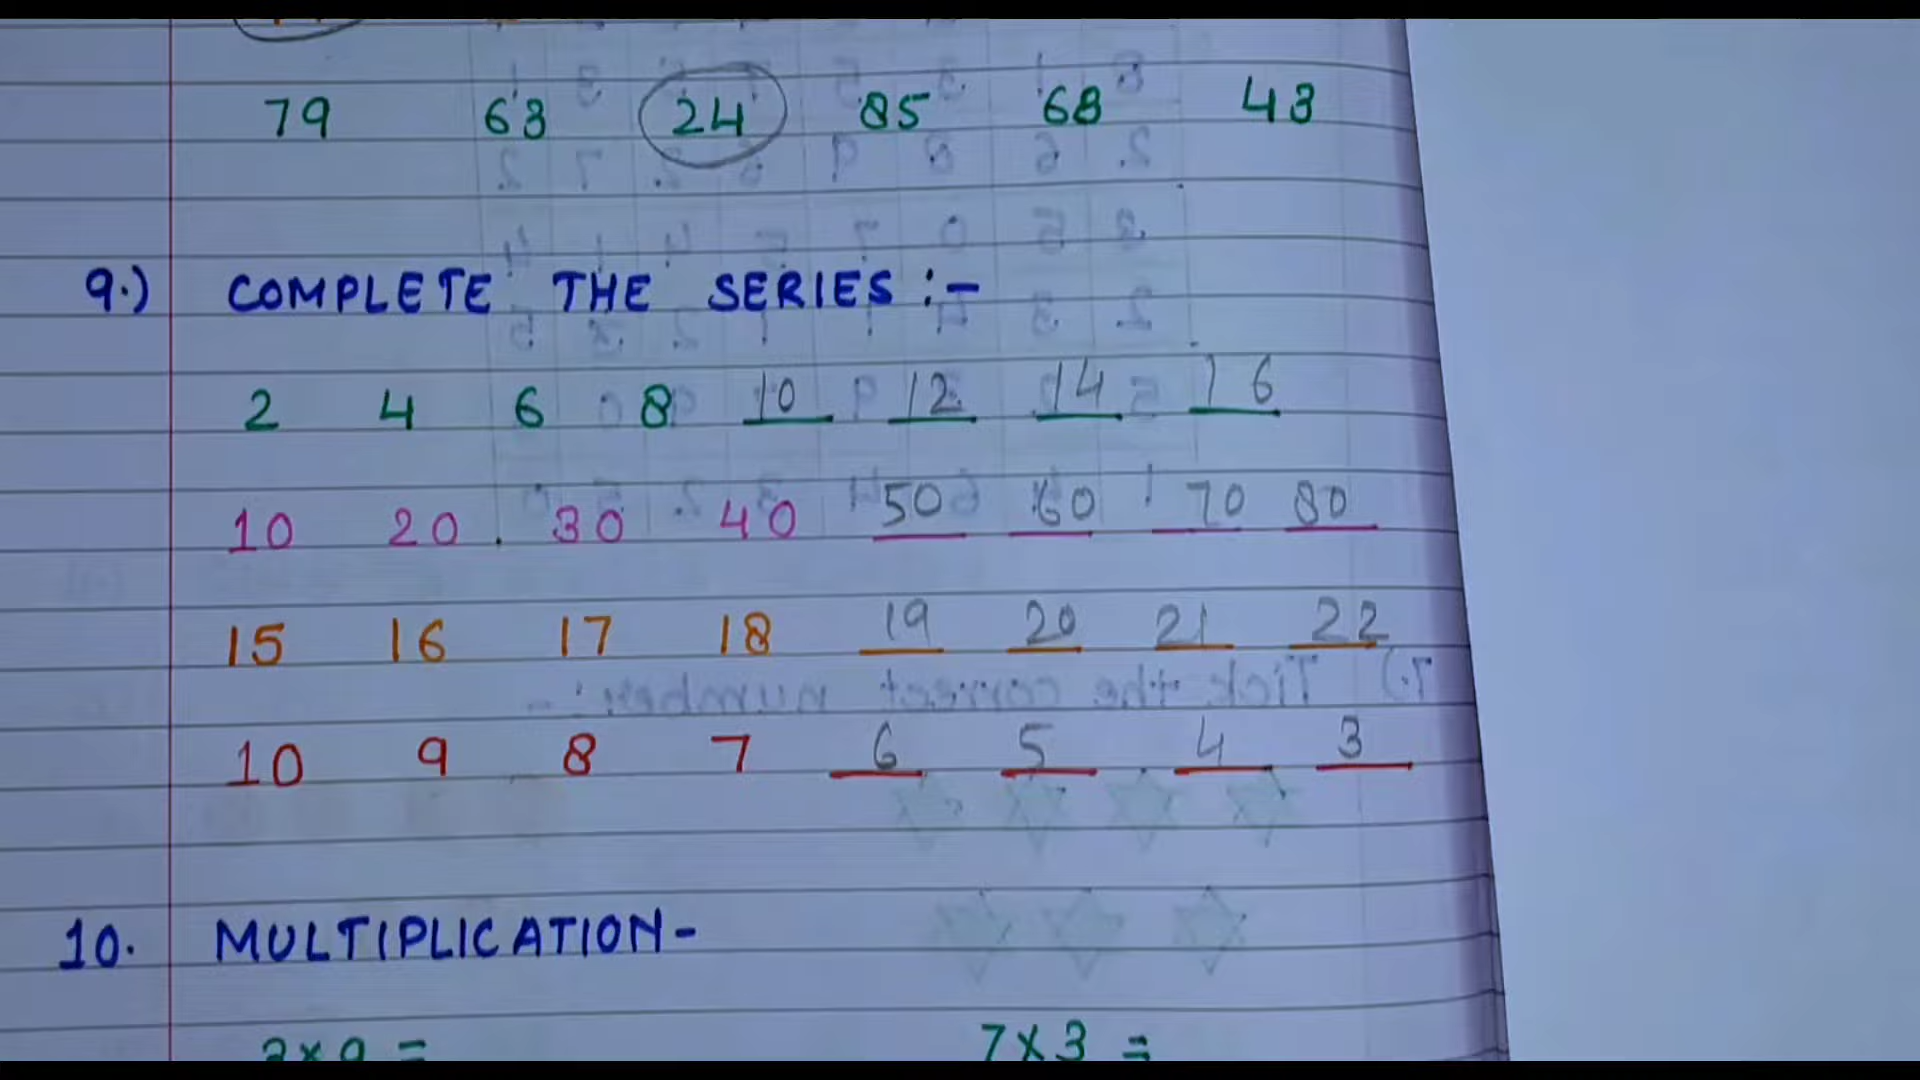 79 63 24 85 68 43
9.) COMPLETE THE SERIES :-
2 4 6 8 10 12 14 16
10 20 30 40 50 60 70 80
15 16 17 18 19 20 21 22
10 9 8 7 6 5 4 3
10. MULTIPLICATION-
7x3 =